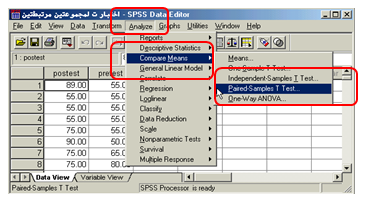 اختبار ت لمجموعتين مرتبطتين - SPSS Data Editor
File Edit View Data Transform Analyze Graphs Utilities Window Help
Reports
Descriptive Statistics
Compare Means
General Linear Model
Correlate
Regression
Loglinear
Classify
Data Reduction
Scale
Nonparametric Tests
Survival
Multiple Response
Means...
One-Sample T Test...
Independent-Samples T Test...
Paired-Samples T Test...
One-Way ANOVA...
1 : postest
postest pretest
1 89.00 55.0
2 55.00 55.0
3 55.00 55.0
4 55.00 55.0
5 75.00 55.0
6 90.00 50.0
7 75.00 65.0
8 75.00 80.0
Data View Variable View
Paired-Samples T Test SPSS Processor is ready